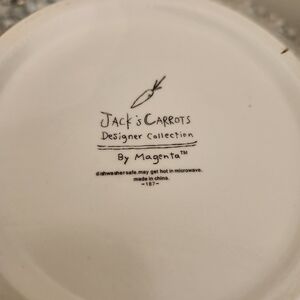 Jack's Carrots
Designer Collection
By Magenta™
dishwasher safe.may get hot in microwave.
made in china.
-187-